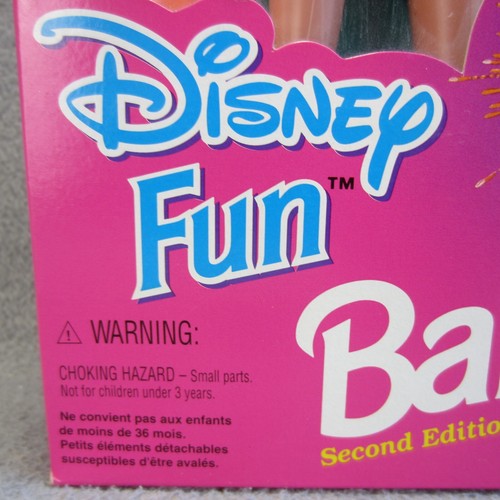 Disney
Fun™
Ba
Second Editio
⚠ WARNING:
CHOKING HAZARD – Small parts.
Not for children under 3 years.
Ne convient pas aux enfants
de moins de 36 mois.
Petits éléments détachables
susceptibles d'être avalés.